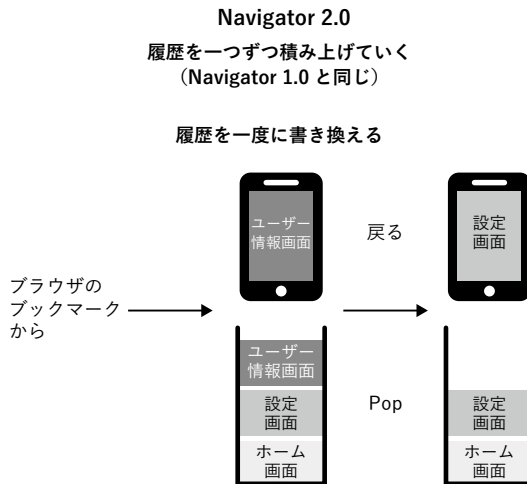 Navigator 2.0
履歴を一つずつ積み上げていく
（Navigator 1.0 と同じ）
履歴を一度に書き換える
ユーザー
情報画面
戻る
設定
画面
ブラウザの
ブックマーク
から
ユーザー
情報画面
設定
画面
ホーム
画面
Pop
設定
画面
ホーム
画面